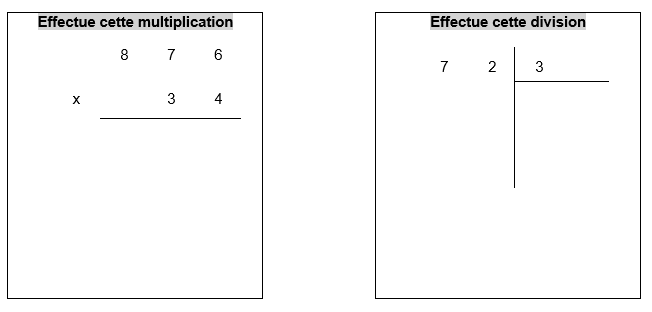 Effectue cette multiplication
8 7 6
x 3 4
Effectue cette division
7 2 3